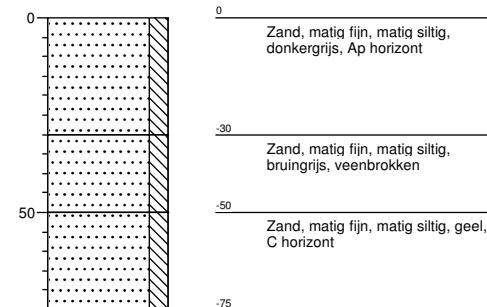 0
0
Zand, matig fijn, matig siltig,
donkergrijs, Ap horizont
-30
Zand, matig fijn, matig siltig,
bruingrijs, veenbrokken
50
-50
Zand, matig fijn, matig siltig, geel,
C horizont
-75